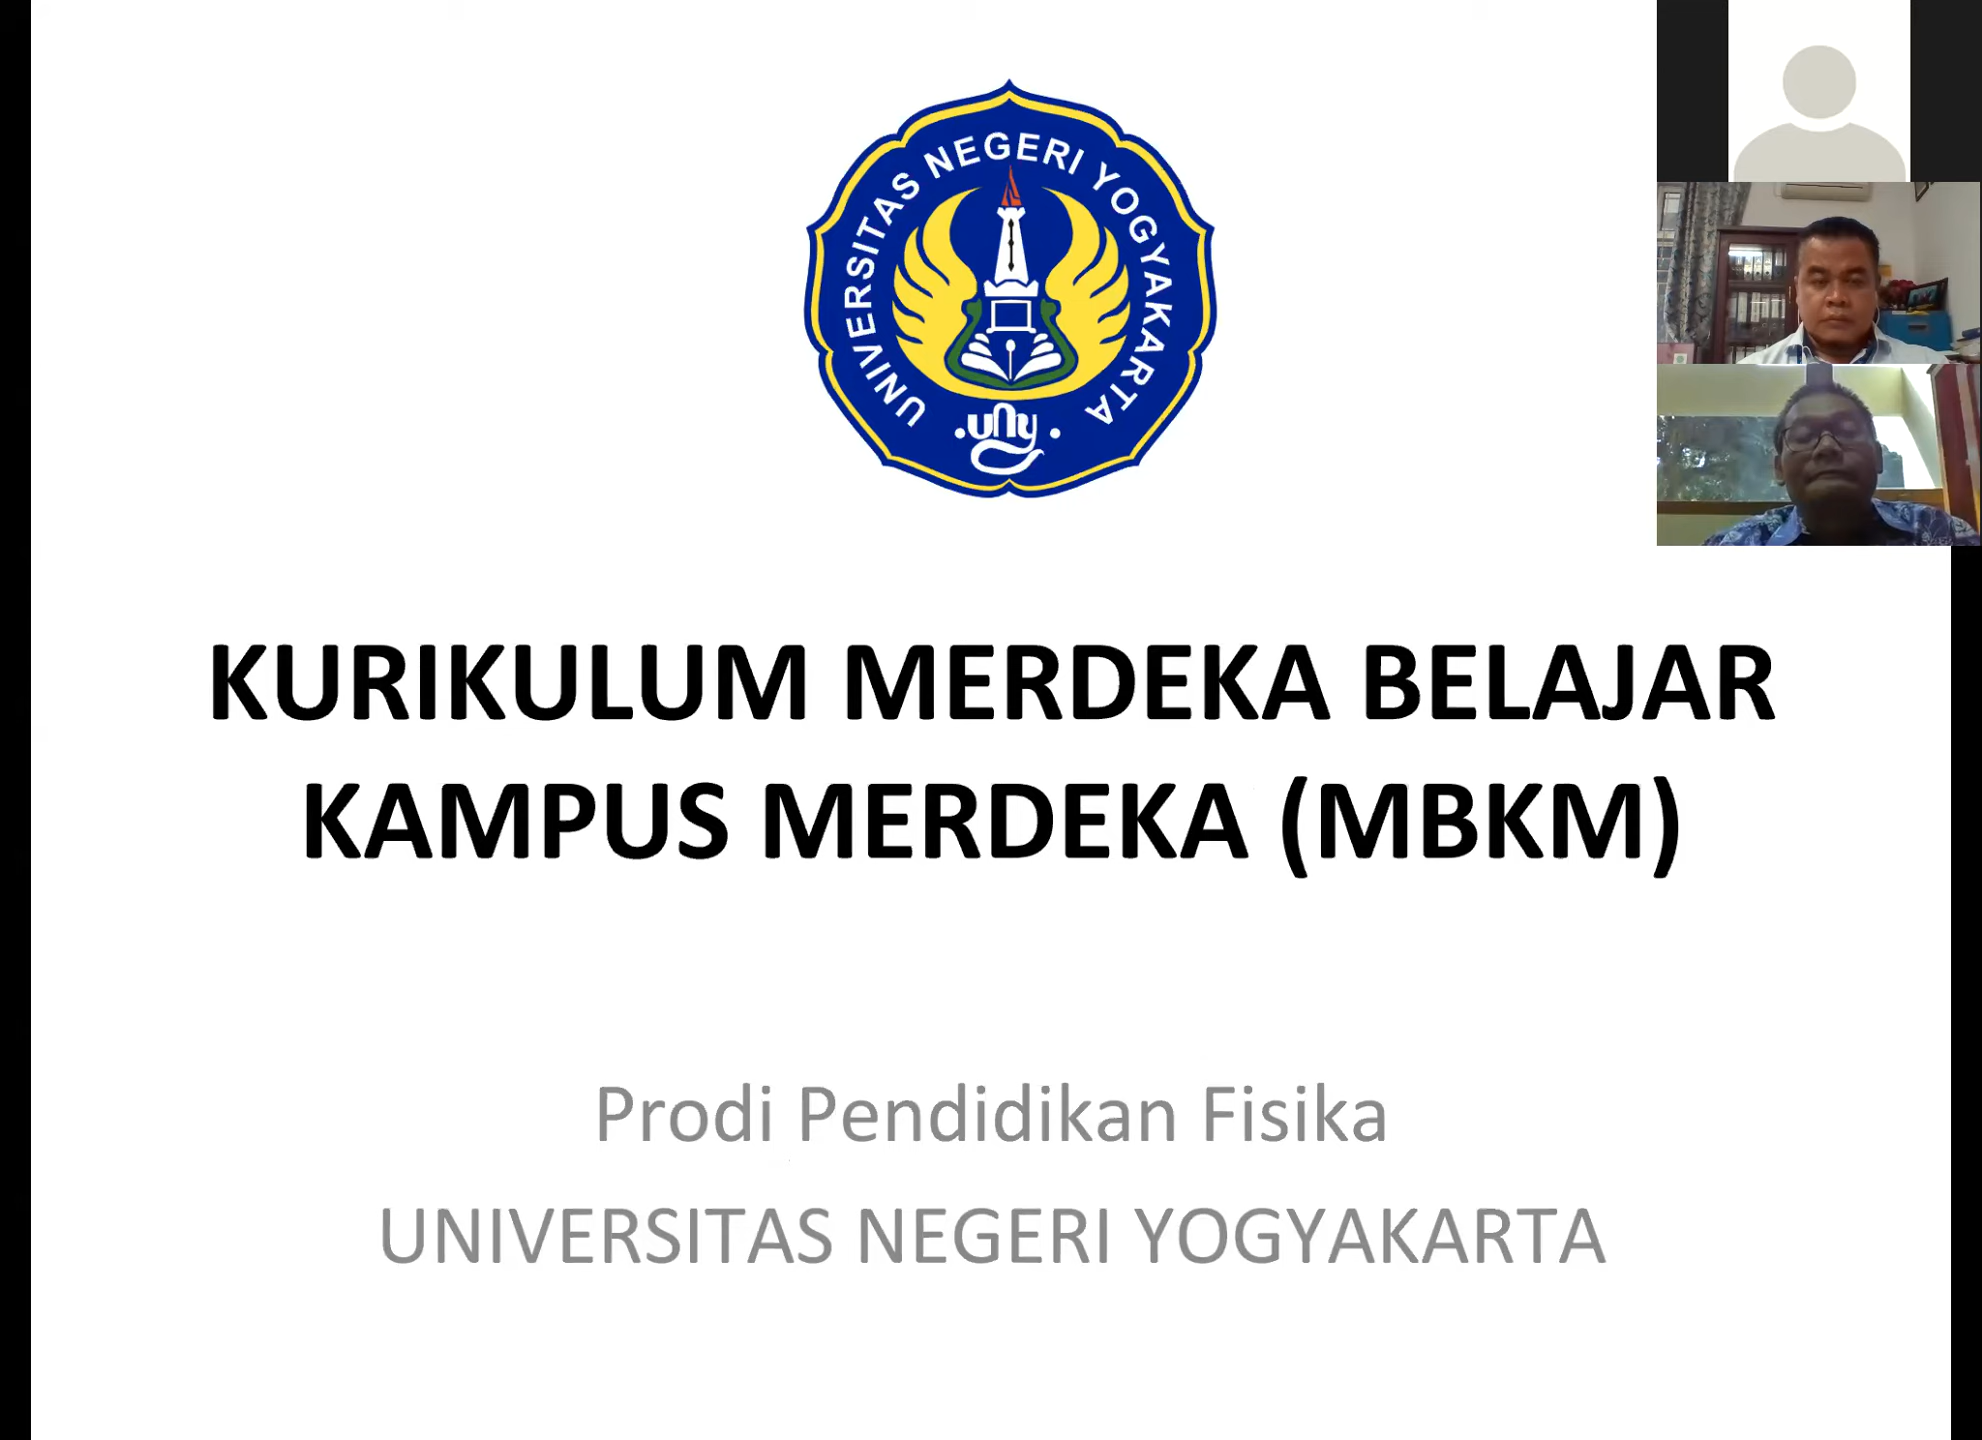 UNIVERSITAS NEGERI YOGYAKARTA
uny
KURIKULUM MERDEKA BELAJAR
KAMPUS MERDEKA (MBKM)
Prodi Pendidikan Fisika
UNIVERSITAS NEGERI YOGYAKARTA